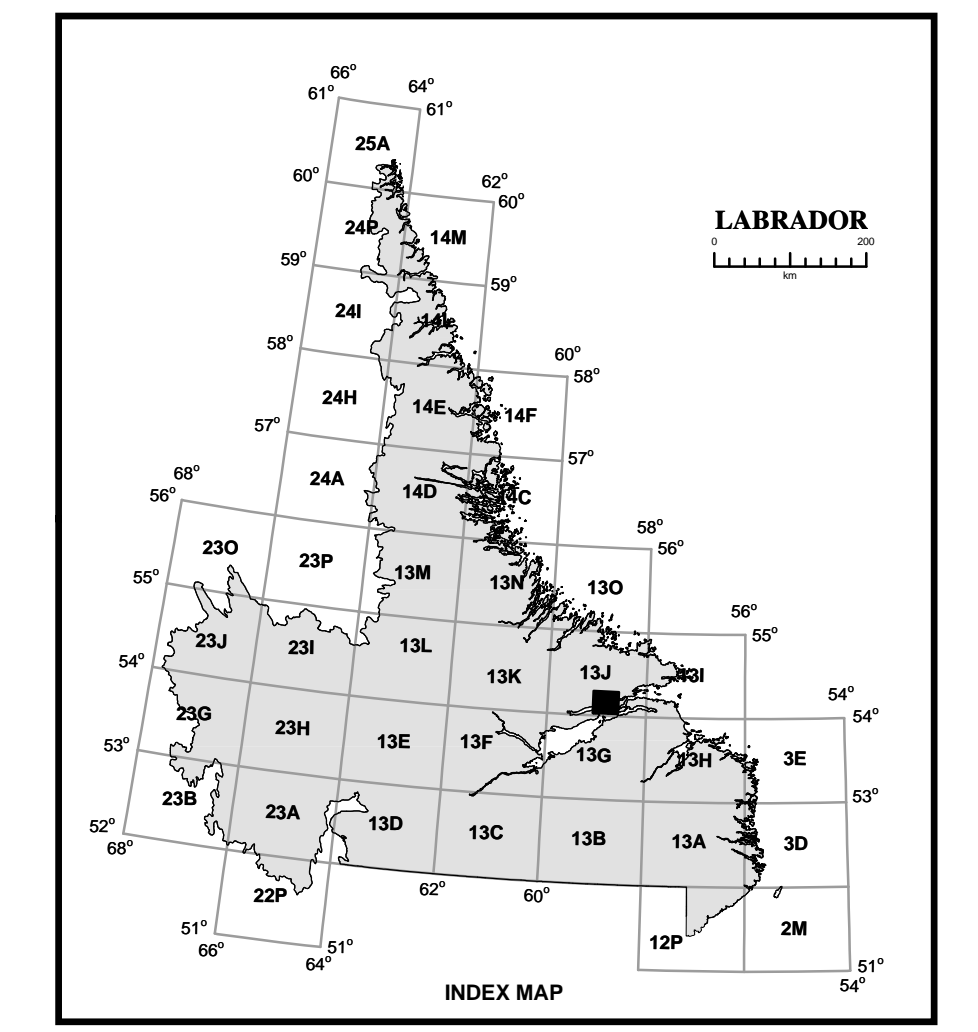 66°
61°
64°
61°
25A
60°
62°
60°
24P
14M
LABRADOR
0
200
km
59°
59°
24I
14L
58°
60°
58°
24H
14E
14F
57°
57°
68°
56°
24A
14D
14C
58°
56°
23O
23P
13M
13N
13O
55°
56°
55°
23J
23I
13L
13K
13J
13I
54°
54°
54°
23G
23H
13E
13F
13G
13H
3E
53°
53°
23B
23A
13D
13C
13B
13A
3D
52°
68°
62°
60°
22P
51°
66°
51°
64°
12P
2M
51°
54°
INDEX MAP